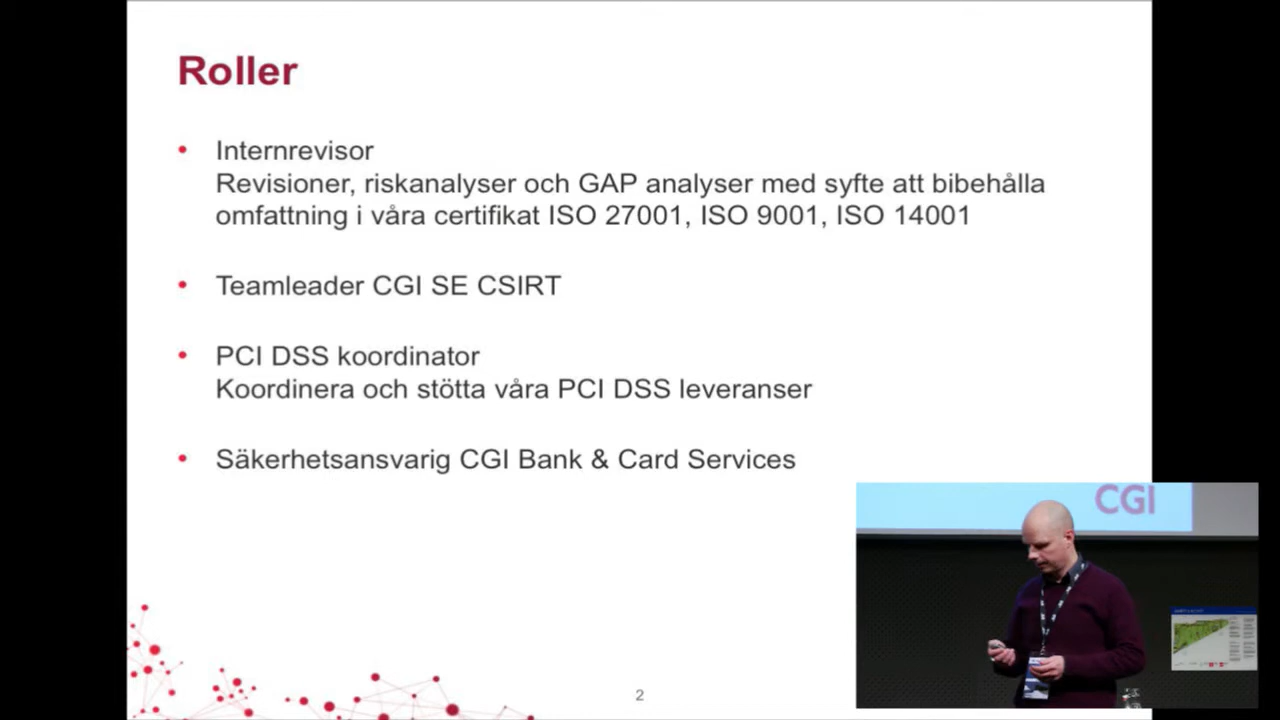 Roller
• Internrevisor
Revisioner, riskanalyser och GAP analyser med syfte att bibehålla
omfattning i våra certifikat ISO 27001, ISO 9001, ISO 14001
• Teamleader CGI SE CSIRT
• PCI DSS koordinator
Koordinera och stötta våra PCI DSS leveranser
• Säkerhetsansvarig CGI Bank & Card Services
CGI
2